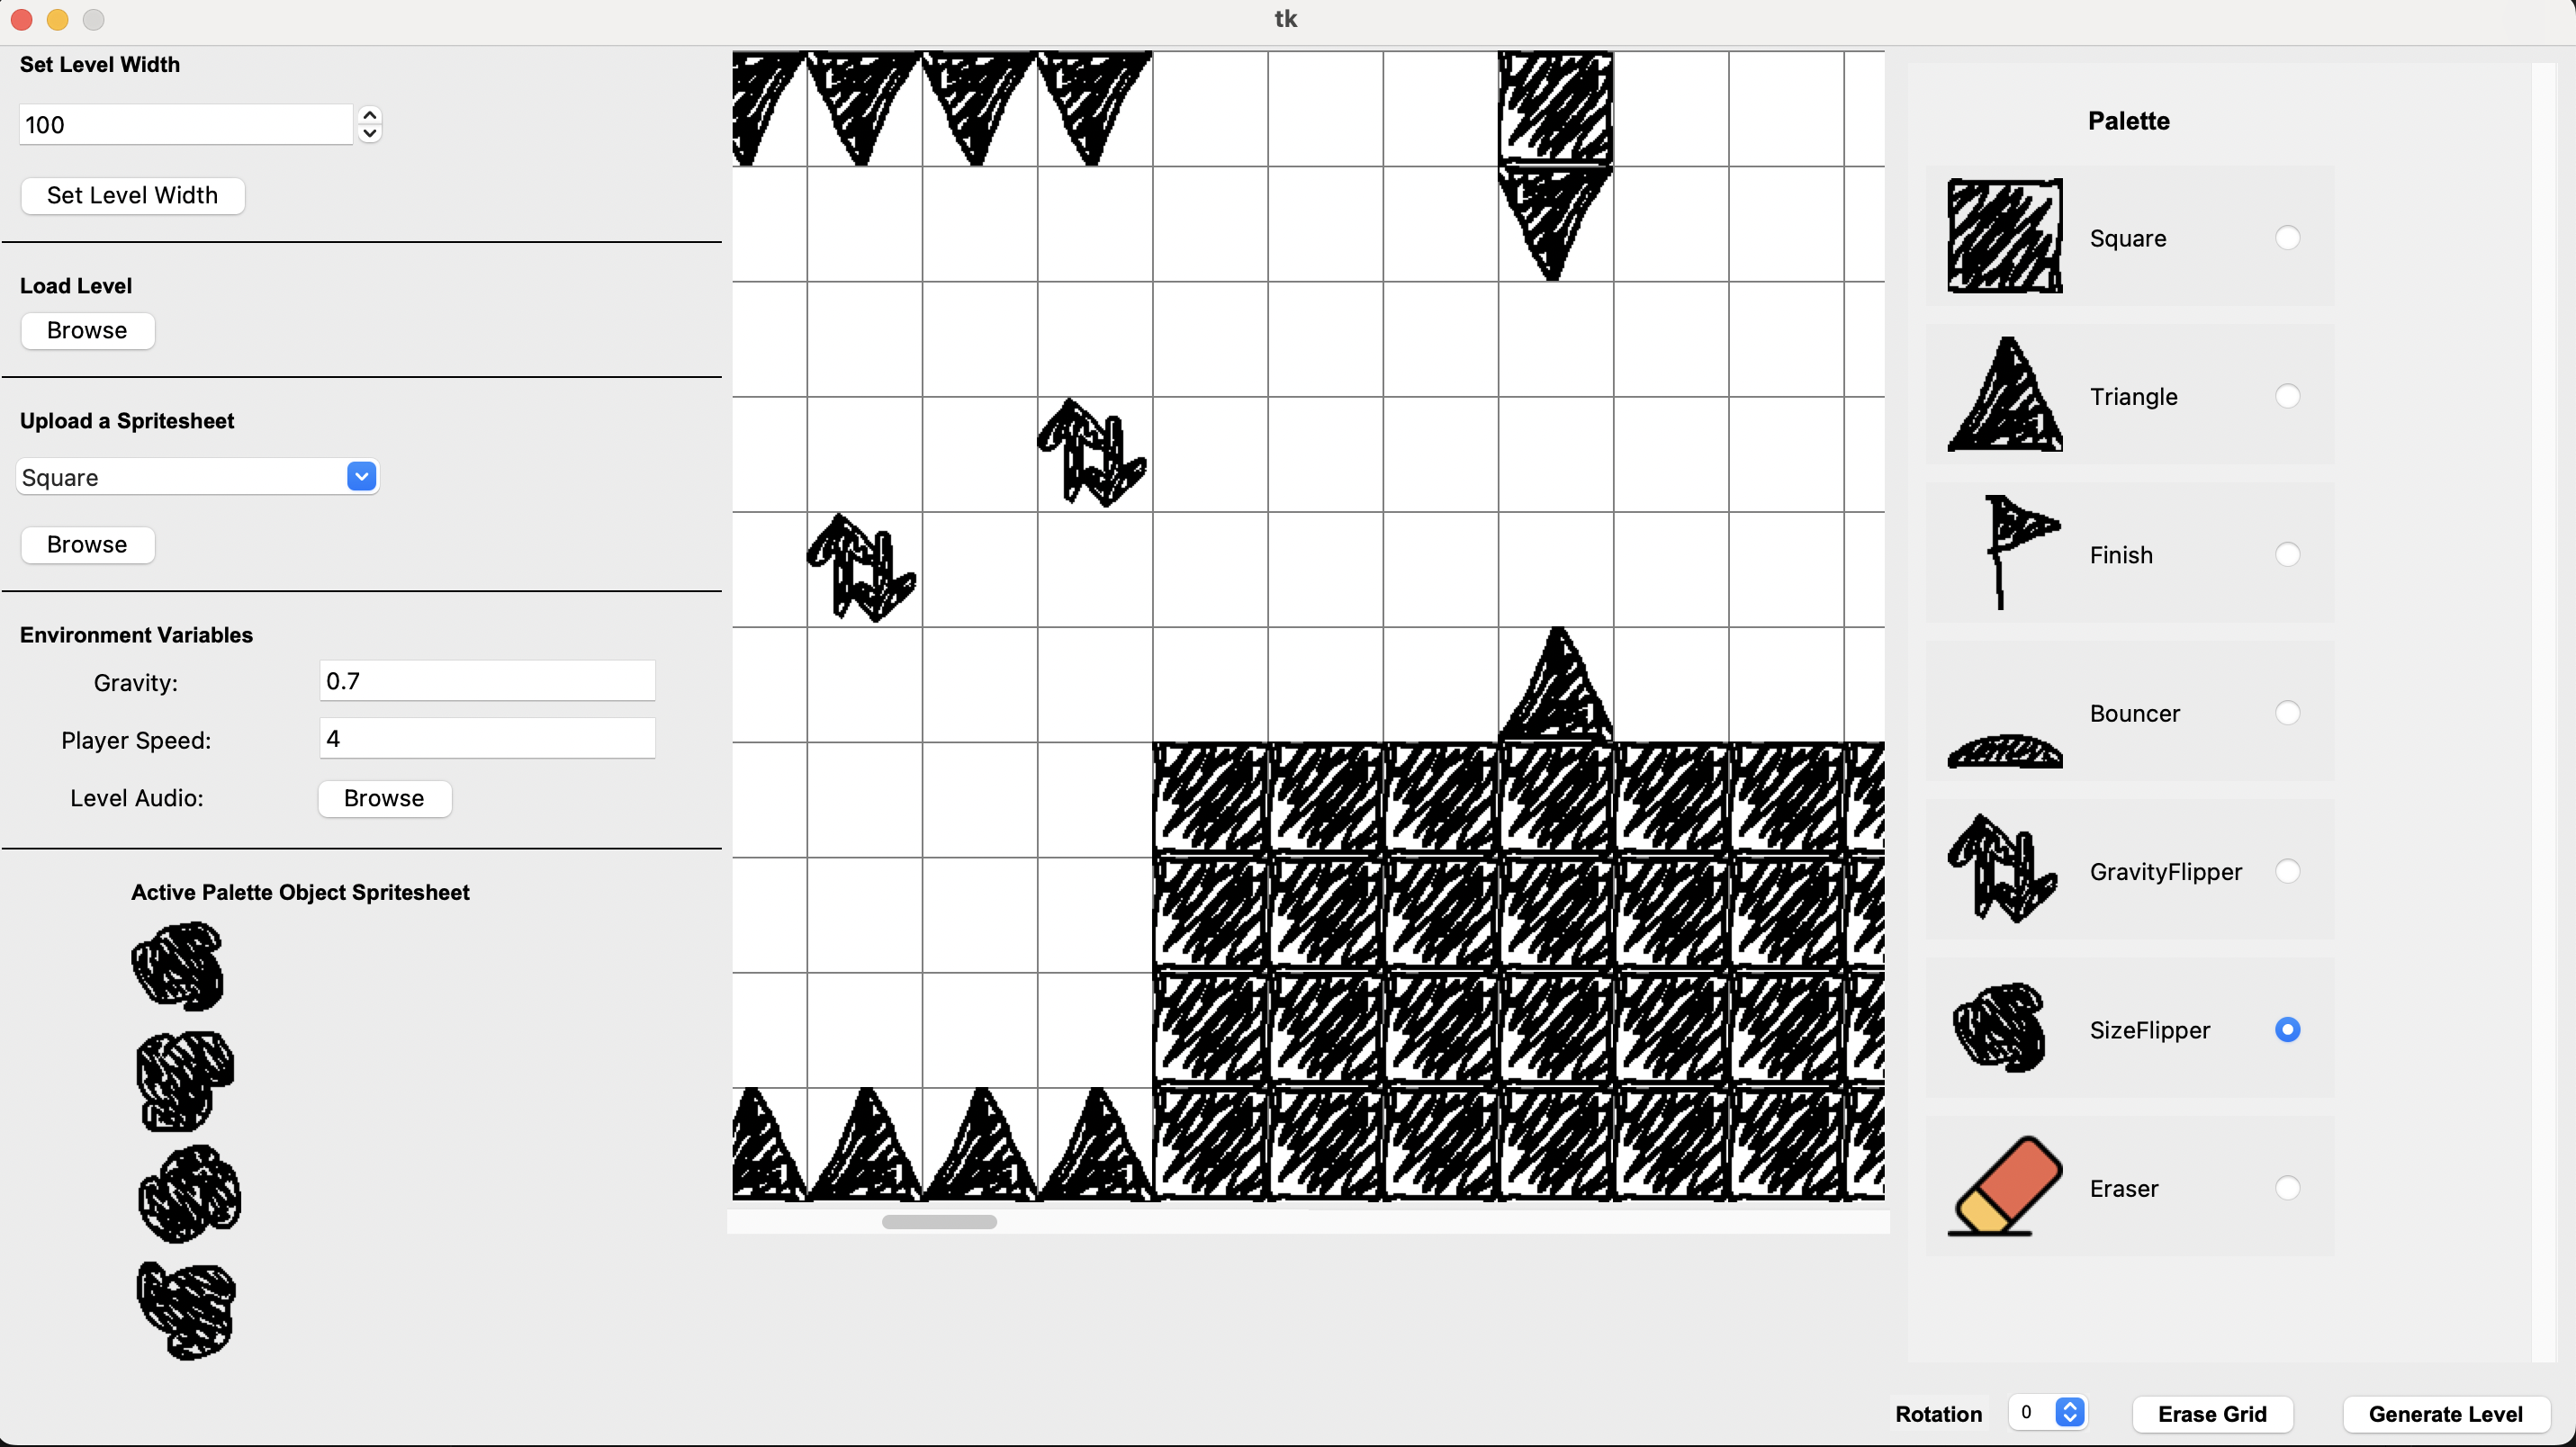 tk
Set Level Width
100
Set Level Width
Load Level
Browse
Upload a Spritesheet
Square
Browse
Environment Variables
Gravity: 0.7
Player Speed: 4
Level Audio: Browse
Active Palette Object Spritesheet
Palette
Square
Triangle
Finish
Bouncer
GravityFlipper
SizeFlipper
Eraser
Rotation 0 Erase Grid Generate Level